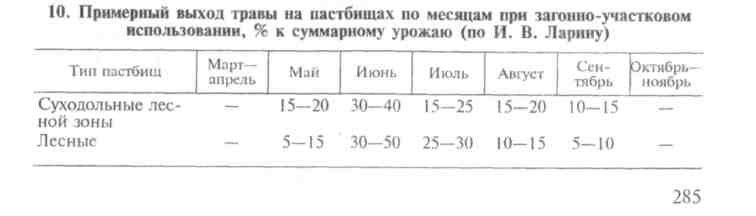 10. Примерный выход травы на пастбищах по месяцам при загонно-участковом
использовании, % к суммарному урожаю (по И. В. Ларину)
Тип пастбищ Март—апрель Май Июнь Июль Август Сентябрь Октябрь—ноябрь
Суходольные лес-
ной зоны — 15—20 30—40 15—25 15—20 10—15 —
Лесные — 5—15 30—50 25—30 10—15 5—10 —
285